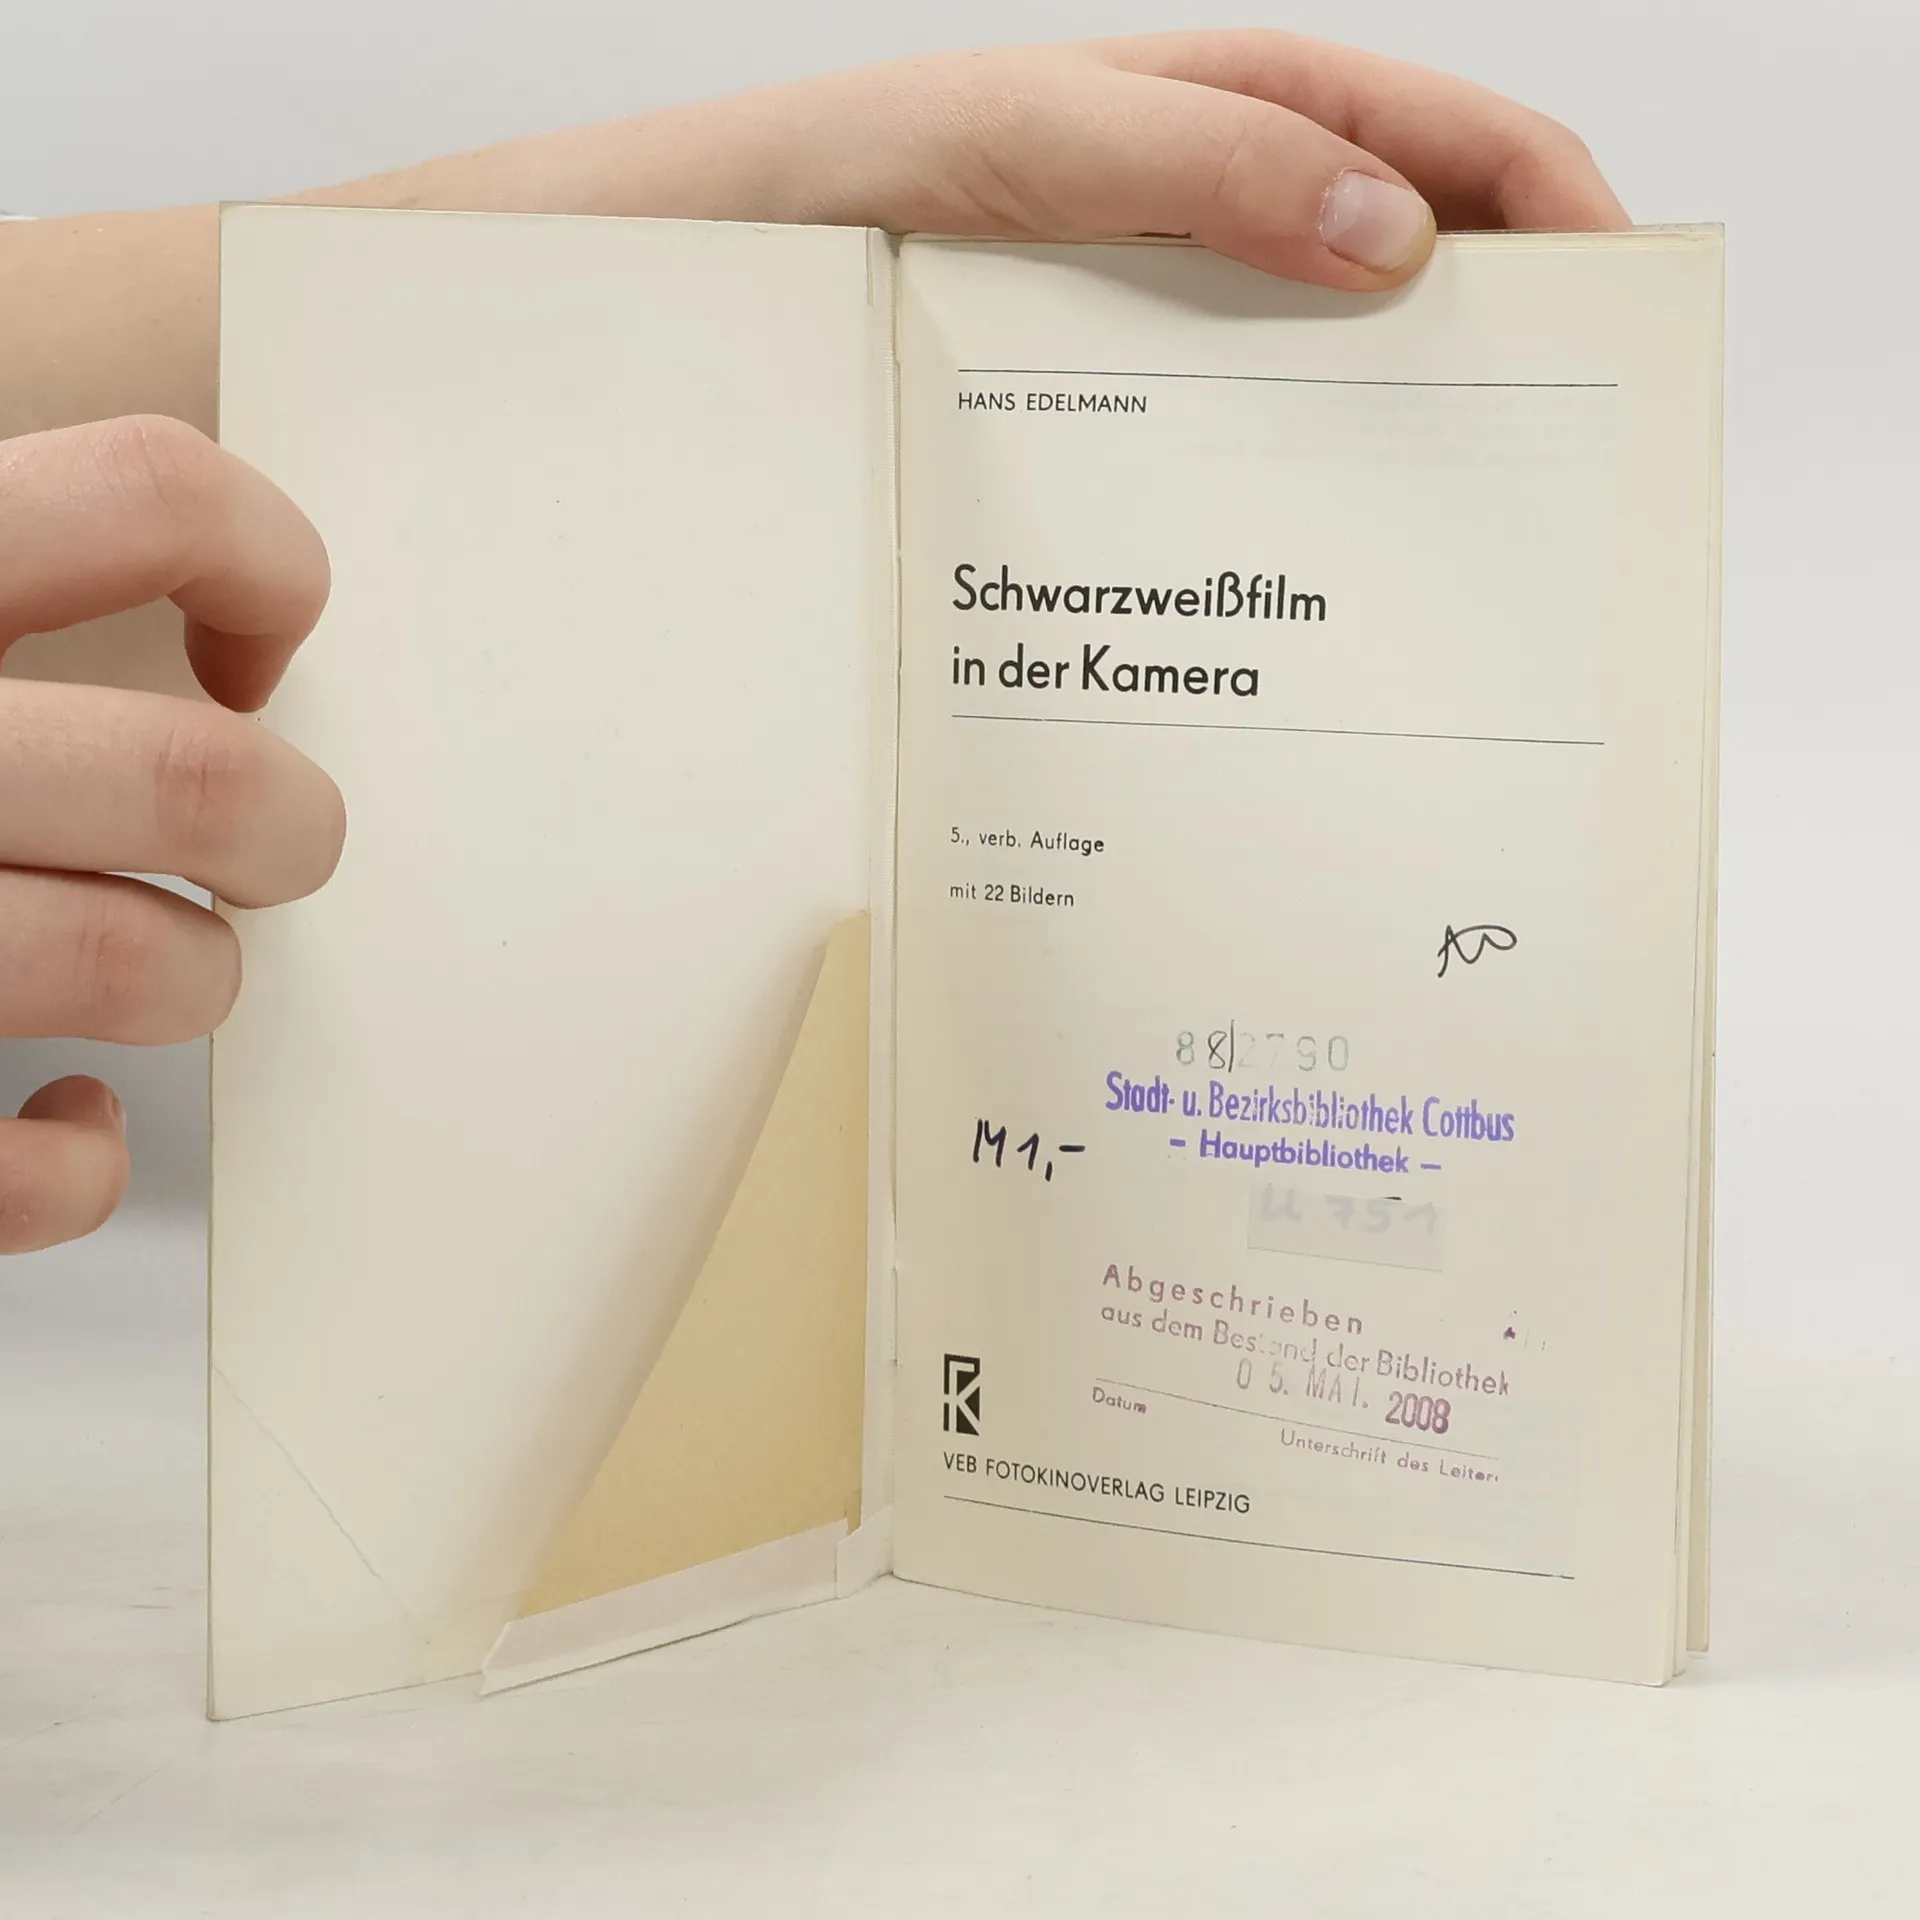 HANS EDELMANN
Schwarzweißfilm
in der Kamera
5., verb. Auflage
mit 22 Bildern
88/2790
Stadt- u. Bezirksbibliothek Cottbus
- Hauptbibliothek -
M 1,-
U 751
Abgeschrieben
aus dem Bestand der Bibliothek
05. MAI. 2008
Datum
Unterschrift des Leiters
VEB FOTOKINOVERLAG LEIPZIG